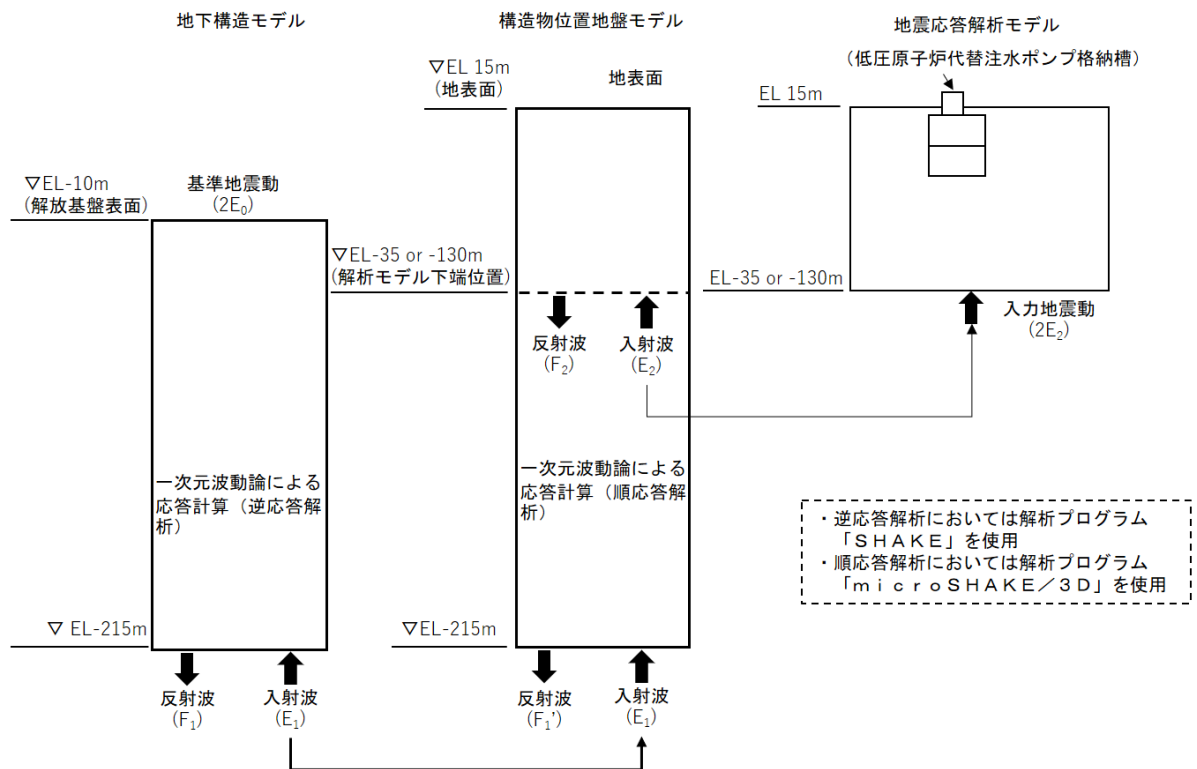 地下構造モデル
▽EL-10m
(解放基盤表面)
基準地震動
(2E₀)
一次元波動論による
応答計算（逆応答解
析）
▽ EL-215m
反射波
(F₁)
入射波
(E₁)
構造物位置地盤モデル
▽EL 15m
(地表面)
地表面
▽EL-35 or -130m
(解析モデル下端位置)
反射波
(F₂)
入射波
(E₂)
一次元波動論による
応答計算（順応答解
析）
▽EL-215m
反射波
(F₁')
入射波
(E₁)
地震応答解析モデル
（低圧原子炉代替注水ポンプ格納槽）
EL 15m
EL-35 or -130m
入力地震動
(2E₂)
・逆応答解析においては解析プログラム
「ＳＨＡＫＥ」を使用
・順応答解析においては解析プログラム
「ｍｉｃｒｏＳＨＡＫＥ／３Ｄ」を使用